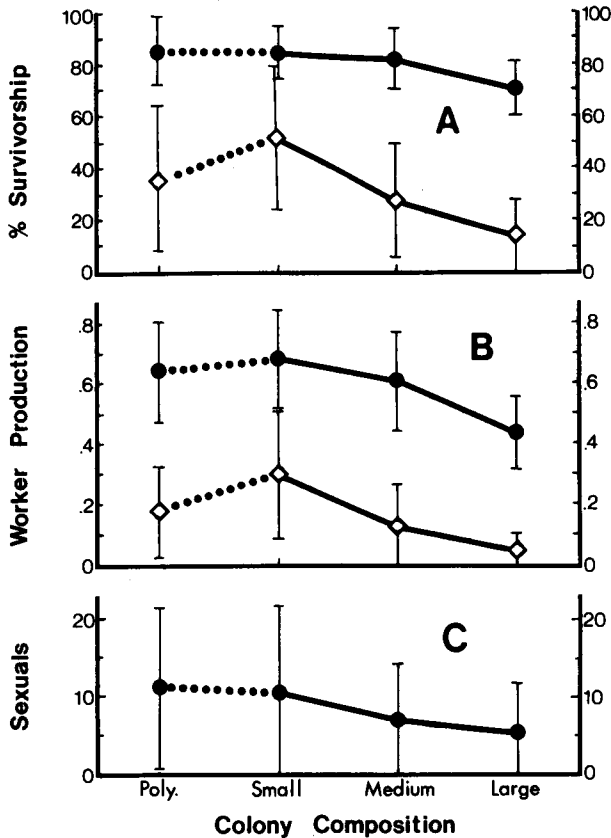 100 100
80 80
60 60
40 40
20 20
0 0
A
% Survivorship
.8 .8
.6 .6
.4 .4
.2 .2
0 0
B
Worker Production
20 20
10 10
0 0
C
Sexuals
Poly. Small Medium Large
Colony Composition